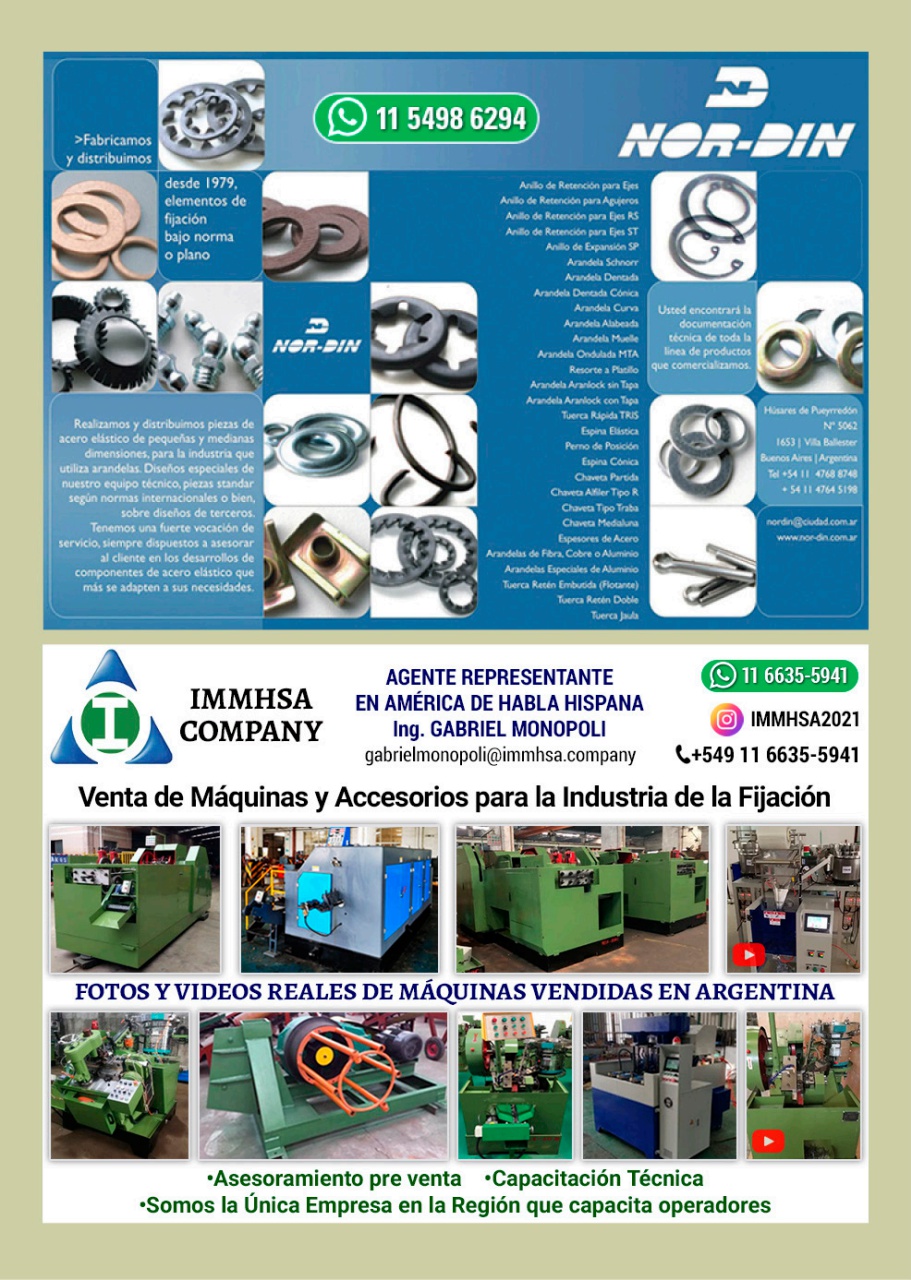 >Fabricamos
y distribuimos
desde 1979,
elementos de
fijación
bajo norma
o plano
11 5498 6294
NOR-DIN
NOR-DIN
Realizamos y distribuimos piezas de
acero elástico de pequeñas y medianas
dimensiones, para la industria que
utiliza arandelas. Diseños especiales de
nuestro equipo técnico, piezas standar
según normas internacionales o bien,
sobre diseños de terceros.
Tenemos una fuerte vocación de
servicio, siempre dispuestos a asesorar
al cliente en los desarrollos de
componentes de acero elástico que
más se adapten a sus necesidades.
Anillo de Retención para Ejes
Anillo de Retención para Agujeros
Anillo de Retención para Ejes RS
Anillo de Retención para Ejes ST
Anillo de Expansión SP
Arandela Schnorr
Arandela Dentada
Arandela Dentada Cónica
Arandela Curva
Arandela Alabeada
Arandela Muelle
Arandela Ondulada MTA
Resorte a Platillo
Arandela Aranlock sin Tapa
Arandela Aranlock con Tapa
Tuerca Rápida TRIS
Espina Elástica
Perno de Posición
Espina Cónica
Chaveta Partida
Chaveta Alfiler Tipo R
Chaveta Tipo Traba
Chaveta Medialuna
Espesores de Acero
Arandelas de Fibra, Cobre o Aluminio
Arandelas Especiales de Aluminio
Tuerca Retén Embutida (Flotante)
Tuerca Retén Doble
Tuerca Jaula
Usted encontrará la
documentación
técnica de toda la
línea de productos
que comercializamos.
Húsares de Pueyrredón
N° 5062
1653 | Villa Ballester
Buenos Aires | Argentina
Tel +54 11 4768 8748
+ 54 11 4764 5198
nordin@ciudad.com.ar
www.nor-din.com.ar
IMMHSA
COMPANY
AGENTE REPRESENTANTE
EN AMÉRICA DE HABLA HISPANA
Ing. GABRIEL MONOPOLI
gabrielmonopoli@immhsa.company
11 6635-5941
IMMHSA2021
+549 11 6635-5941
Venta de Máquinas y Accesorios para la Industria de la Fijación
FOTOS Y VIDEOS REALES DE MÁQUINAS VENDIDAS EN ARGENTINA
•Asesoramiento pre venta •Capacitación Técnica
•Somos la Única Empresa en la Región que capacita operadores